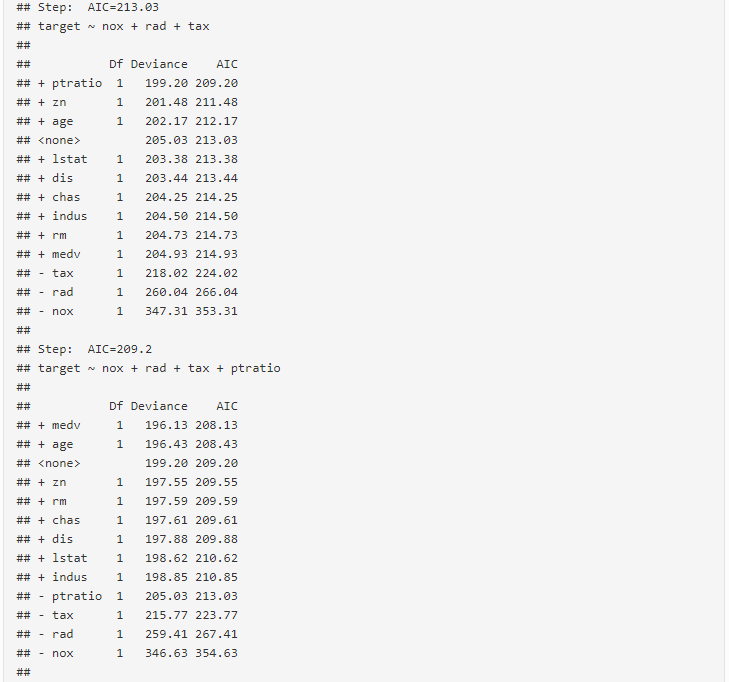 ## Step:  AIC=213.03
## target ~ nox + rad + tax
##
##           Df Deviance    AIC
## + ptratio  1   199.20 209.20
## + zn       1   201.48 211.48
## + age      1   202.17 212.17
## <none>         205.03 213.03
## + lstat    1   203.38 213.38
## + dis      1   203.44 213.44
## + chas     1   204.25 214.25
## + indus    1   204.50 214.50
## + rm       1   204.73 214.73
## + medv     1   204.93 214.93
## - tax      1   218.02 224.02
## - rad      1   260.04 266.04
## - nox      1   347.31 353.31
##
## Step:  AIC=209.2
## target ~ nox + rad + tax + ptratio
##
##           Df Deviance    AIC
## + medv     1   196.13 208.13
## + age      1   196.43 208.43
## <none>         199.20 209.20
## + zn       1   197.55 209.55
## + rm       1   197.59 209.59
## + chas     1   197.61 209.61
## + dis      1   197.88 209.88
## + lstat    1   198.62 210.62
## + indus    1   198.85 210.85
## - ptratio  1   205.03 213.03
## - tax      1   215.77 223.77
## - rad      1   259.41 267.41
## - nox      1   346.63 354.63
##